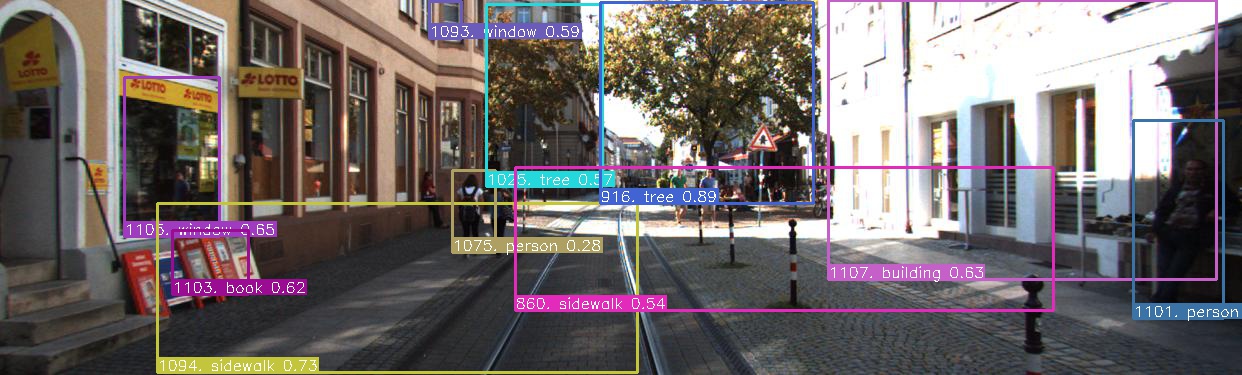 LOTTO
LOTTO
LOTTO
LOTTO
1093. window 0.59
1025. tree 0.57
916. tree 0.89
1105. window 0.65
1075. person 0.28
1103. book 0.62
860. sidewalk 0.54
1107. building 0.63
1101. person
1094. sidewalk 0.73